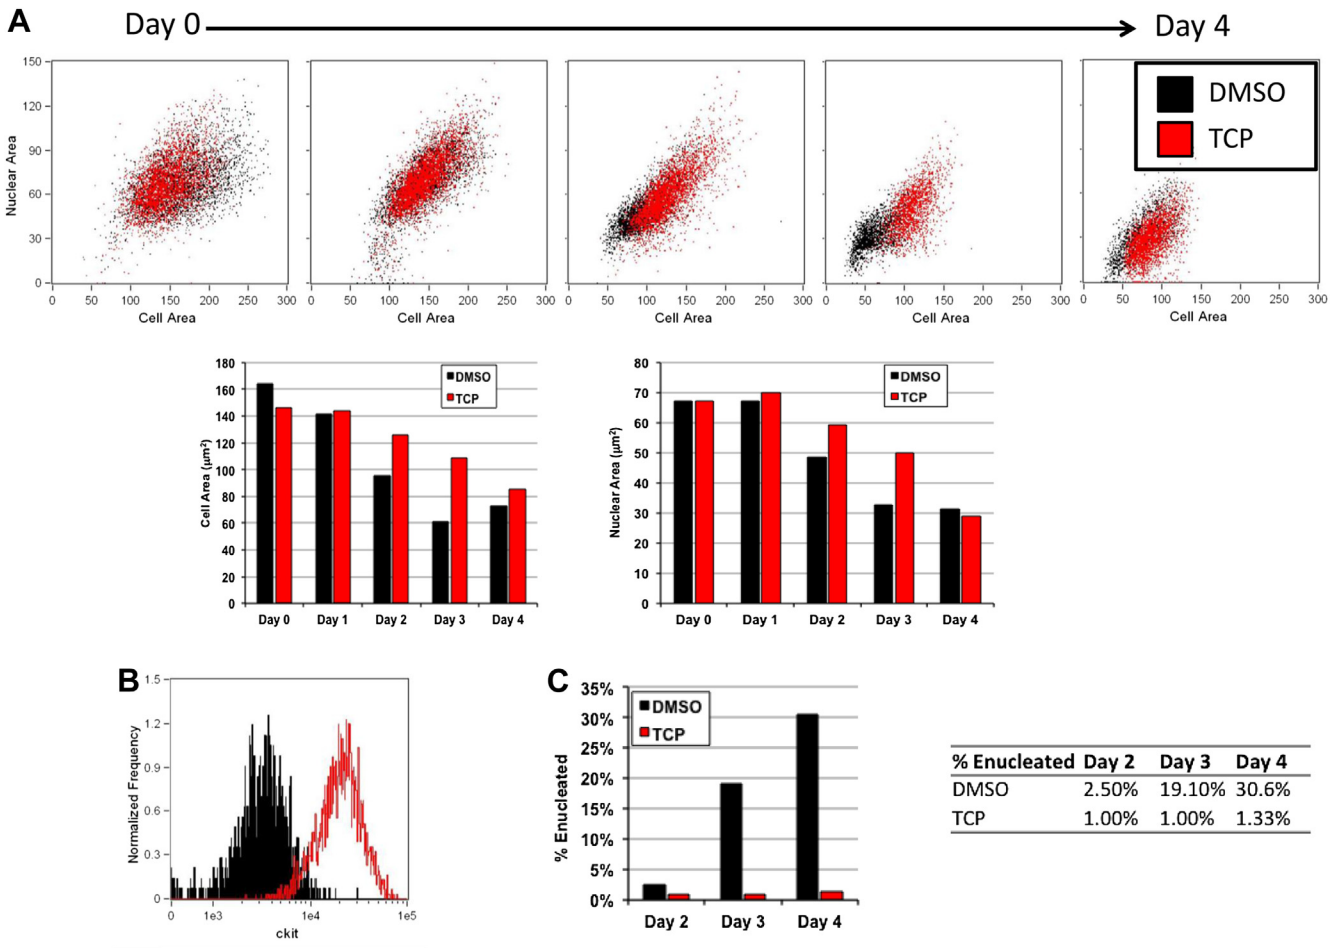 A
Day 0
Day 4
DMSO
TCP
Nuclear Area
150
120
90
60
30
0
0 50 100 150 200 250 300
Cell Area
0 50 100 150 200 250 300
Cell Area
0 50 100 150 200 250 300
Cell Area
0 50 100 150 200 250 300
Cell Area
0 50 100 150 200 250 300
Cell Area
Cell Area (µm²)
180
160
140
120
100
80
60
40
20
0
DMSO
TCP
Day 0 Day 1 Day 2 Day 3 Day 4
Nuclear Area (µm²)
80
70
60
50
40
30
20
10
0
DMSO
TCP
Day 0 Day 1 Day 2 Day 3 Day 4
B
Normalized Frequency
1.5
1.2
0.9
0.6
0.3
0
0 1e3 1e4 1e5
ckit
C
% Enucleated
35%
30%
25%
20%
15%
10%
5%
0%
DMSO
TCP
Day 2 Day 3 Day 4
% Enucleated Day 2 Day 3 Day 4
DMSO 2.50% 19.10% 30.6%
TCP 1.00% 1.00% 1.33%